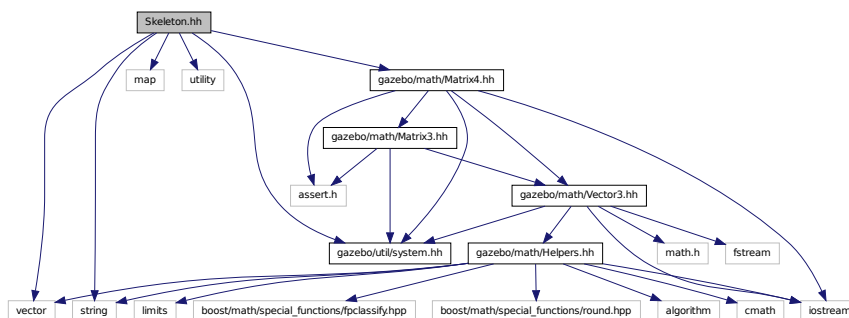 Skeleton.hh
map
utility
gazebo/math/Matrix4.hh
gazebo/math/Matrix3.hh
assert.h
gazebo/math/Vector3.hh
gazebo/util/system.hh
gazebo/math/Helpers.hh
math.h
fstream
vector
string
limits
boost/math/special_functions/fpclassify.hpp
boost/math/special_functions/round.hpp
algorithm
cmath
iostream